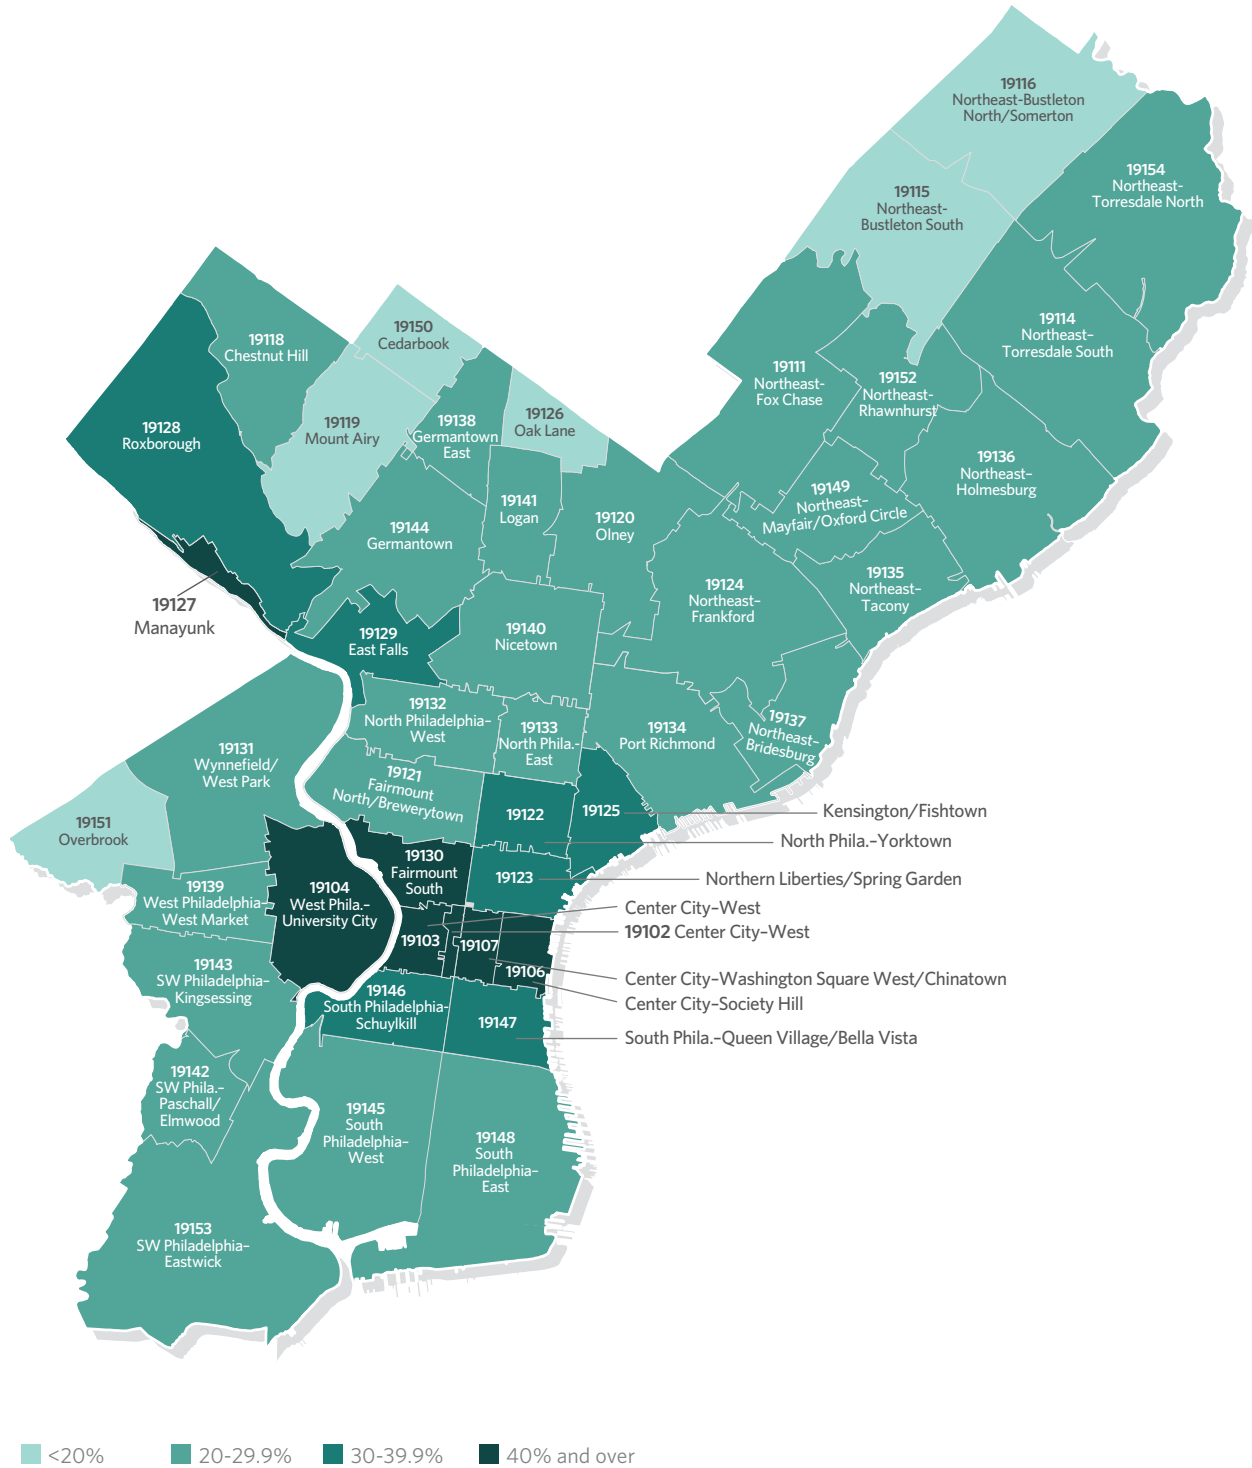 19116
Northeast-Bustleton
North/Somerton
19154
Northeast-
Torresdale North
19115
Northeast-
Bustleton South
19114
Northeast–
Torresdale South
19118
Chestnut Hill
19150
Cedarbook
19111
Northeast-
Fox Chase
19152
Northeast-
Rhawnhurst
19128
Roxborough
19119
Mount Airy
19138
Germantown
East
19126
Oak Lane
19136
Northeast–
Holmesburg
19149
Northeast–
Mayfair/Oxford Circle
19141
Logan
19144
Germantown
19120
Olney
19135
Northeast–
Tacony
19124
Northeast–
Frankford
19127
Manayunk
19129
East Falls
19140
Nicetown
19132
North Philadelphia–
West
19133
North Phila.–
East
19134
Port Richmond
19137
Northeast–
Bridesburg
19131
Wynnefield/
West Park
19121
Fairmount
North/Brewerytown
19122
19125
Kensington/Fishtown
North Phila.–Yorktown
19151
Overbrook
19130
Fairmount
South
19123
Northern Liberties/Spring Garden
19139
West Philadelphia–
West Market
19104
West Phila.–
University City
Center City–West
19102 Center City–West
19103
19107
19106
Center City–Washington Square West/Chinatown
Center City–Society Hill
19143
SW Philadelphia–
Kingsessing
19146
South Philadelphia–
Schuylkill
19147
South Phila.–Queen Village/Bella Vista
19142
SW Phila.–
Paschall/
Elmwood
19145
South
Philadelphia–
West
19148
South
Philadelphia–
East
19153
SW Philadelphia–
Eastwick
<20%
20-29.9%
30-39.9%
40% and over